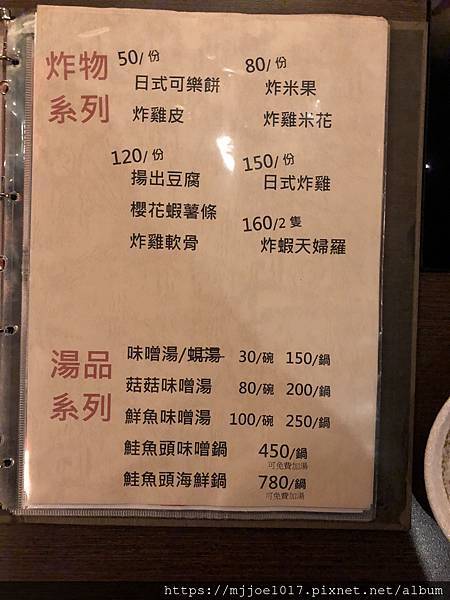 炸物
系列
50/份
日式可樂餅
炸雞皮
80/份
炸米果
炸雞米花
120/份
揚出豆腐
櫻花蝦薯條
炸雞軟骨
150/份
日式炸雞
160/2隻
炸蝦天婦羅
湯品
系列
味噌湯/蜆湯 30/碗 150/鍋
菇菇味噌湯 80/碗 200/鍋
鮮魚味噌湯 100/碗 250/鍋
鮭魚頭味噌鍋 450/鍋
可免費加湯
鮭魚頭海鮮鍋 780/鍋
可免費加湯
https://mjjoe1017.pixnet.net/album